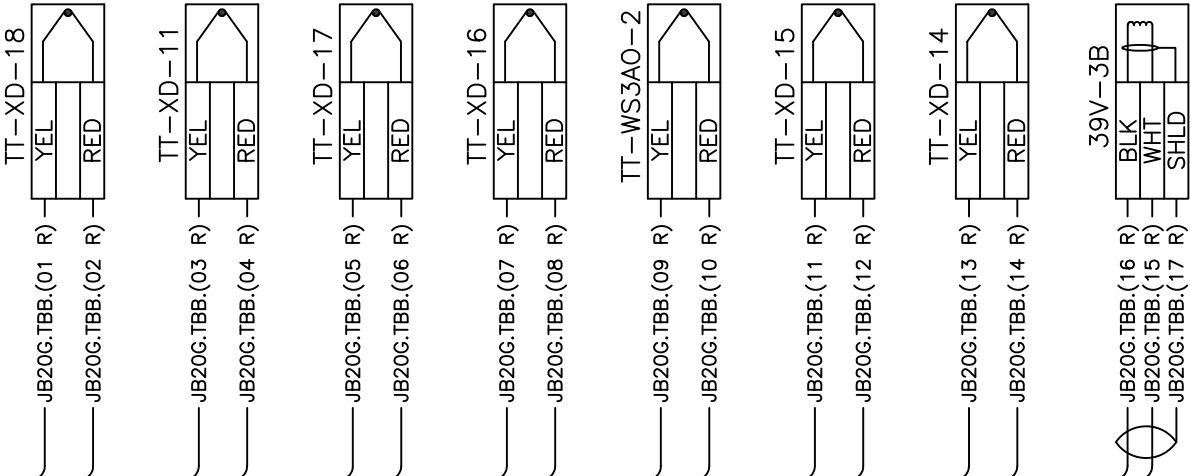 TT-XD-18
YEL
RED
JB20G.TBB.(01 R)
JB20G.TBB.(02 R)
TT-XD-11
YEL
RED
JB20G.TBB.(03 R)
JB20G.TBB.(04 R)
TT-XD-17
YEL
RED
JB20G.TBB.(05 R)
JB20G.TBB.(06 R)
TT-XD-16
YEL
RED
JB20G.TBB.(07 R)
JB20G.TBB.(08 R)
TT-WS3AO-2
YEL
RED
JB20G.TBB.(09 R)
JB20G.TBB.(10 R)
TT-XD-15
YEL
RED
JB20G.TBB.(11 R)
JB20G.TBB.(12 R)
TT-XD-14
YEL
RED
JB20G.TBB.(13 R)
JB20G.TBB.(14 R)
39V-3B
BLK
WHT
SHLD
JB20G.TBB.(16 R)
JB20G.TBB.(15 R)
JB20G.TBB.(17 R)